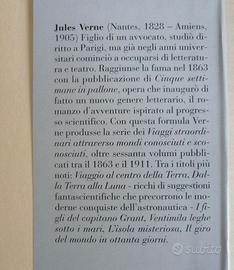 Jules Verne (Nantes, 1828 – Amiens,
1905) Figlio di un avvocato, studiò di-
ritto a Parigi, ma già negli anni univer-
sitari cominciò a occuparsi di letteratu-
ra e teatro. Raggiunse la fama nel 1863
con la pubblicazione di Cinque setti-
mane in pallone, opera che inaugurò di
fatto un nuovo genere letterario, il ro-
manzo d'avventure ispirato al progres-
so scientifico. Con questa formula Ver-
ne produsse la serie dei Viaggi straordi-
nari attraverso mondi conosciuti e sco-
nosciuti, oltre sessanta volumi pubbli-
cati tra il 1863 e il 1911. Tra i titoli più
noti: Viaggio al centro della Terra, Dal-
la Terra alla Luna - ricchi di suggestioni
fantascientifiche che precorrono le mo-
derne conquiste dell'astronautica - I fi-
gli del capitano Grant, Ventimila leghe
sotto i mari, L'isola misteriosa, Il giro
del mondo in ottanta giorni.
subito